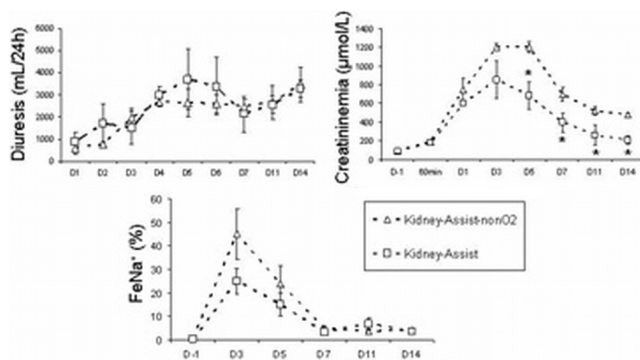 Diuresis (mL/24h)
6000
5000
4000
3000
2000
1000
0
D1 D2 D3 D4 D5 D6 D7 D11 D14
Creatininemia (µmol/L)
1400
1200
1000
800
600
400
200
0
*
* * *
D-1 60min D1 D3 D5 D7 D11 D14
FeNa⁺ (%)
60
50
40
30
20
10
0
D-1 D3 D5 D7 D11 D14
Kidney-Assist-nonO2
Kidney-Assist